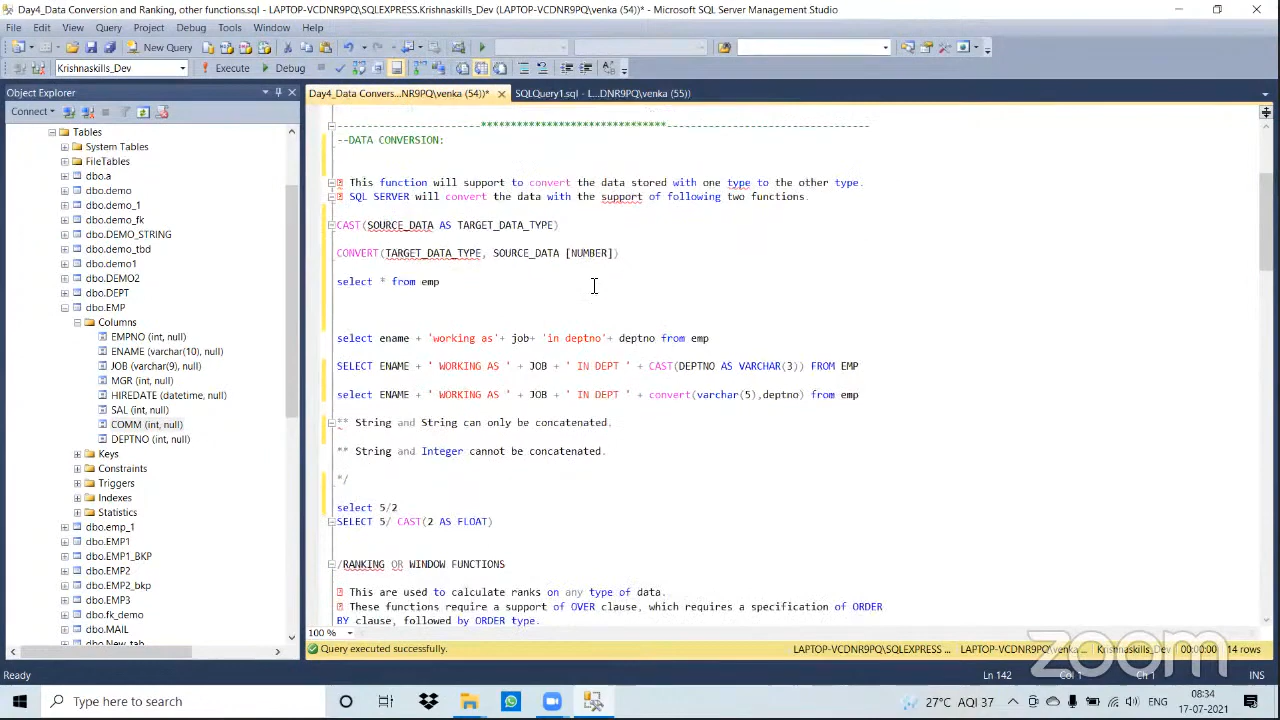 Day4_Data Conversion and Ranking, other functions.sql - LAPTOP-VCDNR9PQ\SQLEXPRESS.Krishnaskills_Dev (LAPTOP-VCDNR9PQ\venka (54))* - Microsoft SQL Server Management Studio
File Edit View Query Project Debug Tools Window Help
New Query
Krishnaskills_Dev Execute Debug
Object Explorer
Connect
Tables
System Tables
FileTables
dbo.a
dbo.demo
dbo.demo_1
dbo.demo_fk
dbo.DEMO_STRING
dbo.demo_tbd
dbo.demo1
dbo.DEMO2
dbo.DEPT
dbo.EMP
Columns
EMPNO (int, null)
ENAME (varchar(10), null)
JOB (varchar(9), null)
MGR (int, null)
HIREDATE (datetime, null)
SAL (int, null)
COMM (int, null)
DEPTNO (int, null)
Keys
Constraints
Triggers
Indexes
Statistics
dbo.emp_1
dbo.EMP1
dbo.EMP1_BKP
dbo.EMP2
dbo.EMP2_bkp
dbo.EMP3
dbo.fk_demo
dbo.MAIL
dbo.New_tab
Day4_Data Convers...NR9PQ\venka (54))* SQLQuery1.sql - L...DNR9PQ\venka (55))
------------------------*******************************----------------------------------
--DATA CONVERSION:
This function will support to convert the data stored with one type to the other type.
SQL SERVER will convert the data with the support of following two functions.
CAST(SOURCE_DATA AS TARGET_DATA_TYPE)
CONVERT(TARGET_DATA_TYPE, SOURCE_DATA [NUMBER])
select * from emp
select ename + 'working as'+ job+ 'in deptno'+ deptno from emp
SELECT ENAME + ' WORKING AS ' + JOB + ' IN DEPT ' + CAST(DEPTNO AS VARCHAR(3)) FROM EMP
select ENAME + ' WORKING AS ' + JOB + ' IN DEPT ' + convert(varchar(5),deptno) from emp
** String and String can only be concatenated.
** String and Integer cannot be concatenated.
*/
select 5/2
SELECT 5/ CAST(2 AS FLOAT)
/RANKING OR WINDOW FUNCTIONS
This are used to calculate ranks on any type of data.
These functions require a support of OVER clause, which requires a specification of ORDER
BY clause, followed by ORDER type.
100 %
Query executed successfully. LAPTOP-VCDNR9PQ\SQLEXPRESS ... LAPTOP-VCDNR9PQ\venka ... Krishnaskills_Dev 00:00:00 14 rows
zoom
Ready Ln 142 Col 1 Ch 1 INS
Type here to search 27°C AQI 37 ENG 08:34
17-07-2021